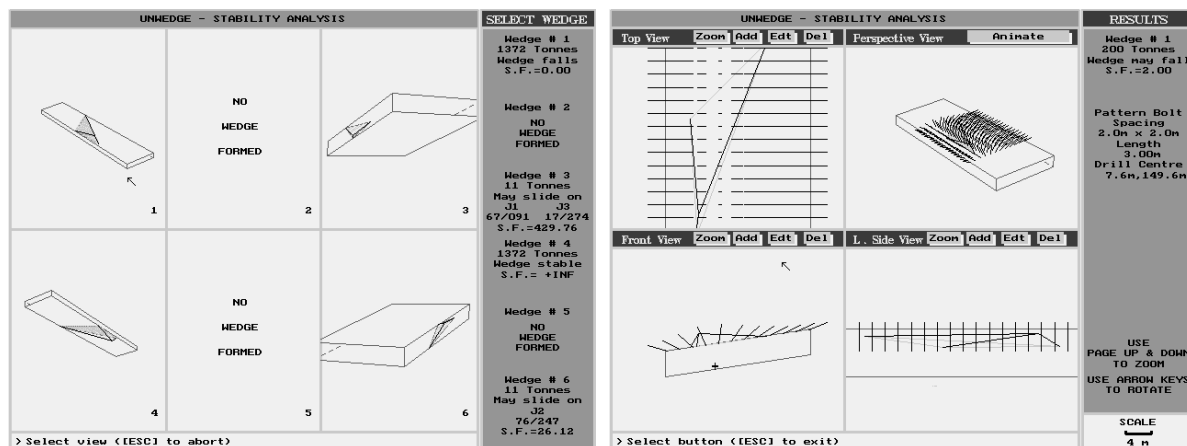 UNWEDGE - STABILITY ANALYSIS
SELECT WEDGE
Wedge # 1
1372 Tonnes
Wedge falls
S.F.=0.00
Wedge # 2
NO
WEDGE
FORMED
Wedge # 3
11 Tonnes
May slide on
J1 J3
67/091 17/274
S.F.=429.76
Wedge # 4
1372 Tonnes
Wedge stable
S.F.= +INF
Wedge # 5
NO
WEDGE
FORMED
Wedge # 6
11 Tonnes
May slide on
J2
76/247
S.F.=26.12
1
NO
WEDGE
FORMED
2
3
4
NO
WEDGE
FORMED
5
6
> Select view ([ESC] to abort)
UNWEDGE - STABILITY ANALYSIS
RESULTS
Top View Zoom Add Edt Del
Perspective View Animate
Front View Zoom Add Edt Del
L. Side View Zoom Add Edt Del
Wedge # 1
200 Tonnes
Wedge may fall
S.F.=2.00
Pattern Bolt
Spacing
2.0m x 2.0m
Length
3.00m
Drill Centre
7.6m,149.6m
USE
PAGE UP & DOWN
TO ZOOM
USE ARROW KEYS
TO ROTATE
SCALE
4 m
> Select button ([ESC] to exit)